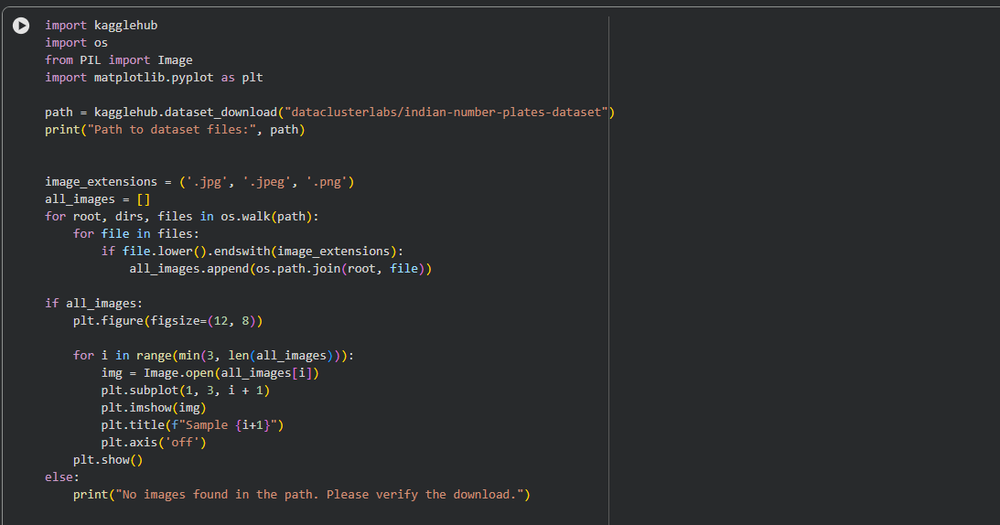 import kagglehub
import os
from PIL import Image
import matplotlib.pyplot as plt

path = kagglehub.dataset_download("dataclusterlabs/indian-number-plates-dataset")
print("Path to dataset files:", path)


image_extensions = ('.jpg', '.jpeg', '.png')
all_images = []
for root, dirs, files in os.walk(path):
    for file in files:
        if file.lower().endswith(image_extensions):
            all_images.append(os.path.join(root, file))

if all_images:
    plt.figure(figsize=(12, 8))

    for i in range(min(3, len(all_images))):
        img = Image.open(all_images[i])
        plt.subplot(1, 3, i + 1)
        plt.imshow(img)
        plt.title(f"Sample {i+1}")
        plt.axis('off')
    plt.show()
else:
    print("No images found in the path. Please verify the download.")